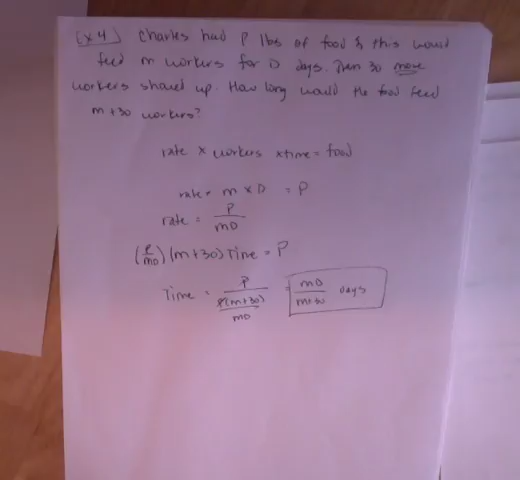 (x 4) Charles had P lbs of food & this would
feed m workers for D days. Then 30 more
workers showed up. How long would the food feed
m+30 workers?
rate x workers x time = food
rate · m x D = P
rate = P/mD
(P/mD)(m+30) Time = P
Time = P/(P(m+30)/mD) = mD/m+30 days